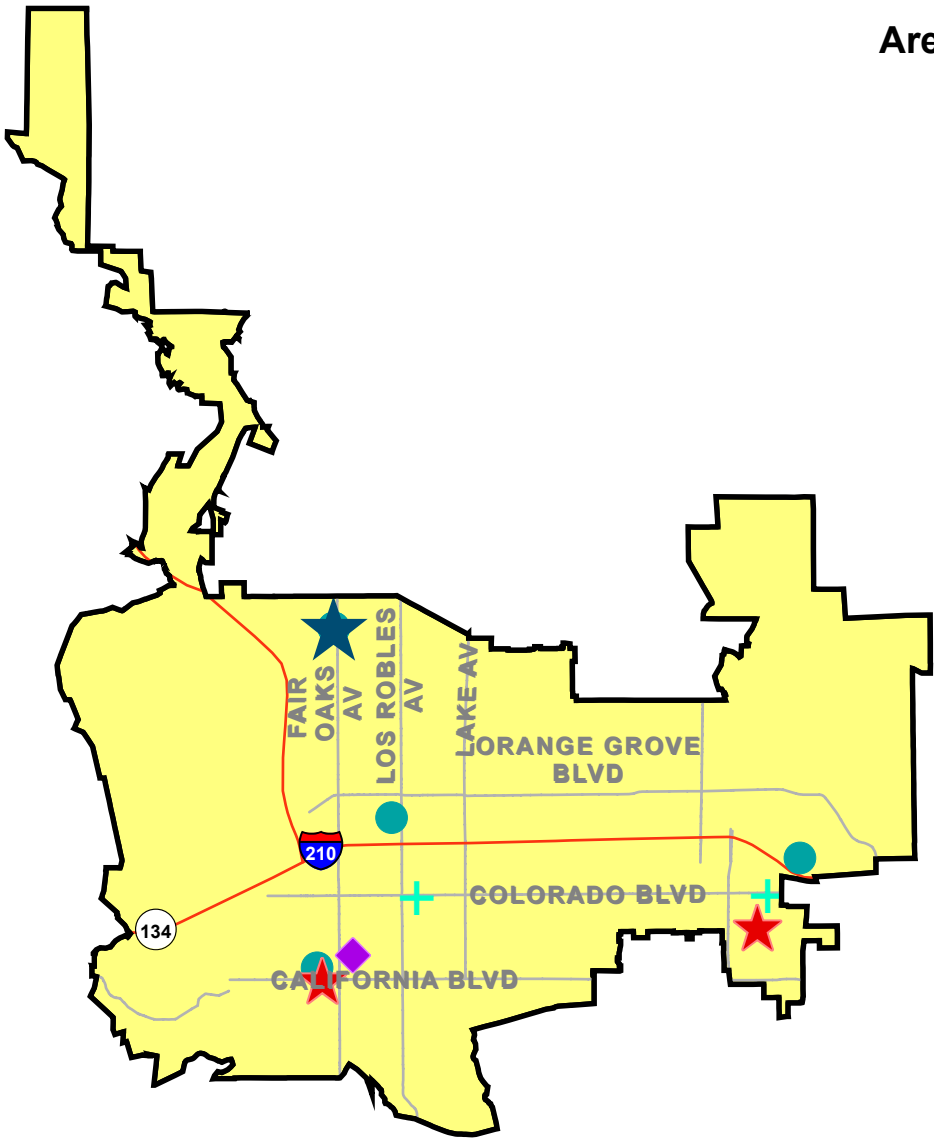 Are
FAIR
OAKS
AV
LOS ROBLES
AV
LAKE AV
ORANGE GROVE
BLVD
210
COLORADO BLVD
134
CALIFORNIA BLVD